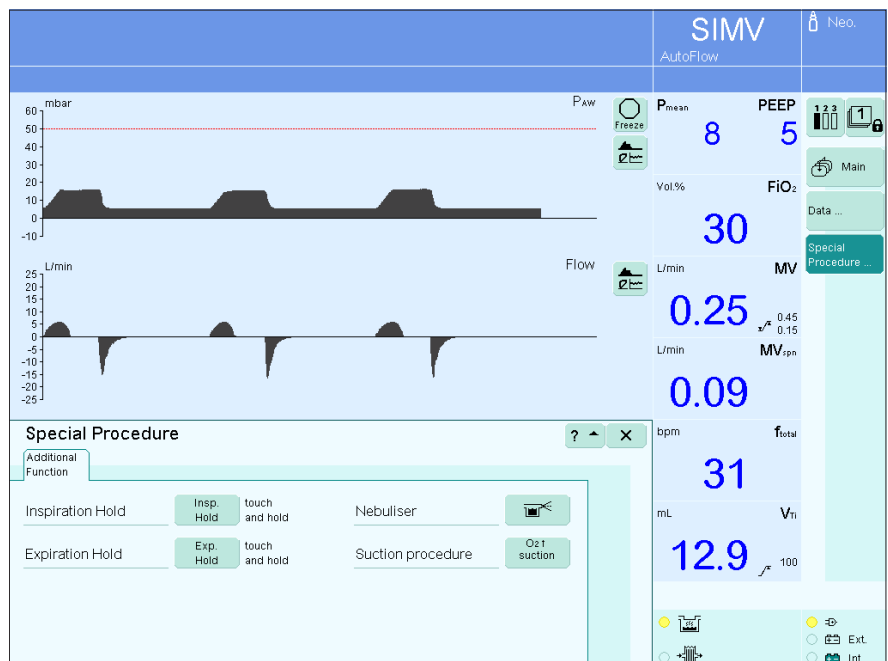 SIMV
AutoFlow
Neo.
mbar
PAW
60
50
40
30
20
10
0
-10
Freeze
L/min
Flow
25
20
15
10
5
0
-5
-10
-15
-20
-25
Pmean
PEEP
8
5
Vol.%
FiO2
30
L/min
MV
0.25
0.45
0.15
L/min
MVspn
0.09
bpm
ftotal
31
mL
VTi
12.9
100
1 2 3
1
Main
Data ...
Special
Procedure ...
Special Procedure
?
Additional
Function
Inspiration Hold
Insp.
Hold
touch
and hold
Nebuliser
Expiration Hold
Exp.
Hold
touch
and hold
Suction procedure
O2↑
suction
Ext.
Int.